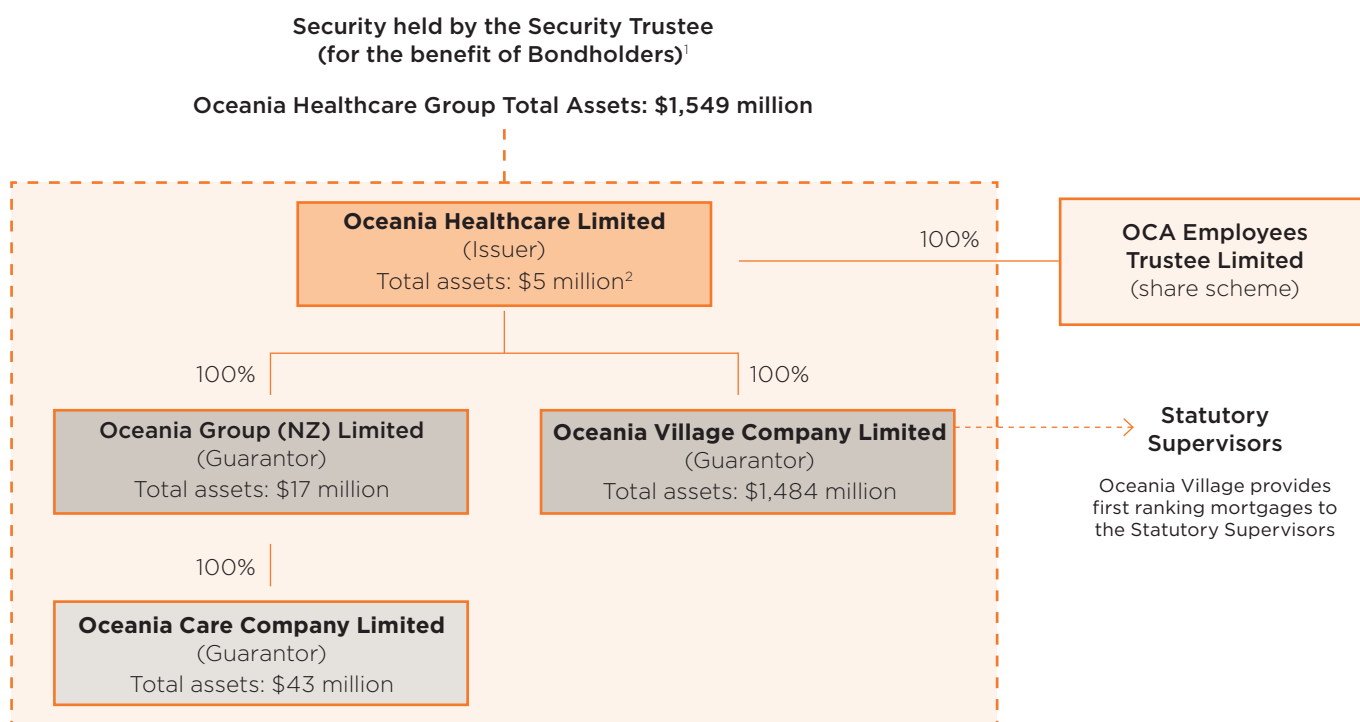 Security held by the Security Trustee
(for the benefit of Bondholders)¹
Oceania Healthcare Group Total Assets: $1,549 million
Oceania Healthcare Limited
(Issuer)
Total assets: $5 million²
100%
OCA Employees
Trustee Limited
(share scheme)
100%
100%
Oceania Group (NZ) Limited
(Guarantor)
Total assets: $17 million
Oceania Village Company Limited
(Guarantor)
Total assets: $1,484 million
Statutory
Supervisors
Oceania Village provides
first ranking mortgages to
the Statutory Supervisors
100%
Oceania Care Company Limited
(Guarantor)
Total assets: $43 million